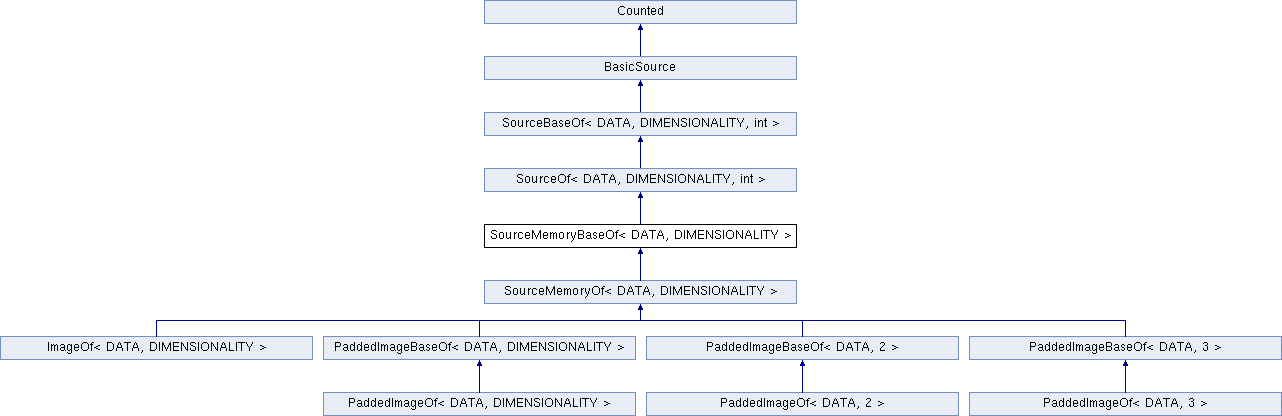 Counted
BasicSource
SourceBaseOf< DATA, DIMENSIONALITY, int >
SourceOf< DATA, DIMENSIONALITY, int >
SourceMemoryBaseOf< DATA, DIMENSIONALITY >
SourceMemoryOf< DATA, DIMENSIONALITY >
ImageOf< DATA, DIMENSIONALITY >
PaddedImageBaseOf< DATA, DIMENSIONALITY >
PaddedImageBaseOf< DATA, 2 >
PaddedImageBaseOf< DATA, 3 >
PaddedImageOf< DATA, DIMENSIONALITY >
PaddedImageOf< DATA, 2 >
PaddedImageOf< DATA, 3 >